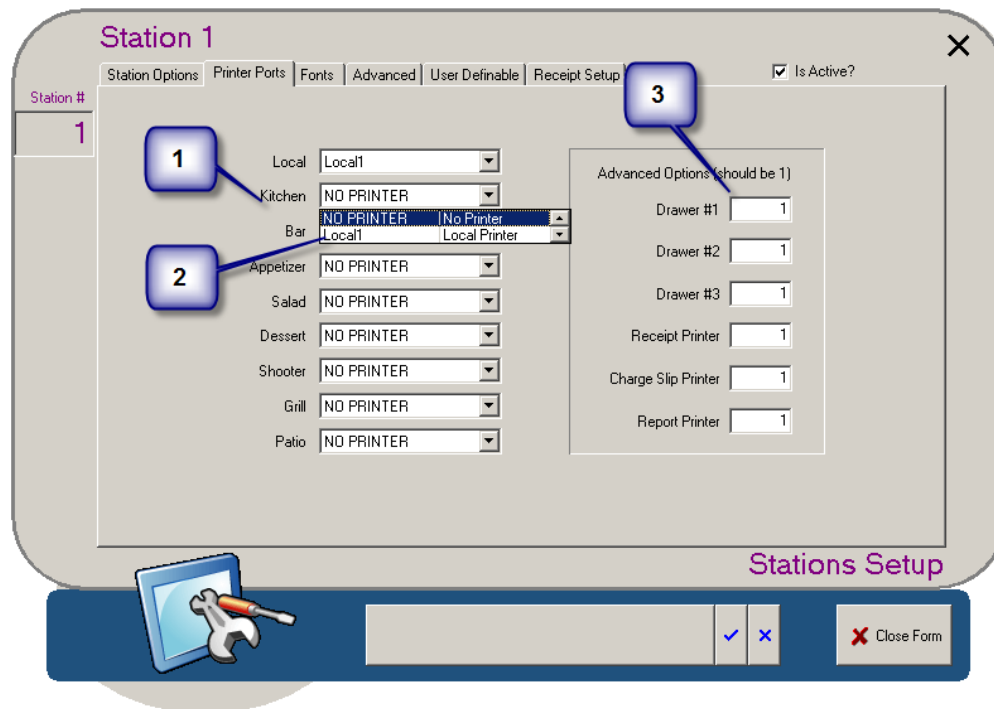 Station 1
Station Options Printer Ports Fonts Advanced User Definable Receipt Setup
Is Active?
Station #
1
1
2
3
Local Local1
Kitchen NO PRINTER
NO PRINTER No Printer
Bar Local1 Local Printer
Appetizer NO PRINTER
Salad NO PRINTER
Dessert NO PRINTER
Shooter NO PRINTER
Grill NO PRINTER
Patio NO PRINTER
Advanced Options (should be 1)
Drawer #1 1
Drawer #2 1
Drawer #3 1
Receipt Printer 1
Charge Slip Printer 1
Report Printer 1
Stations Setup
Close Form